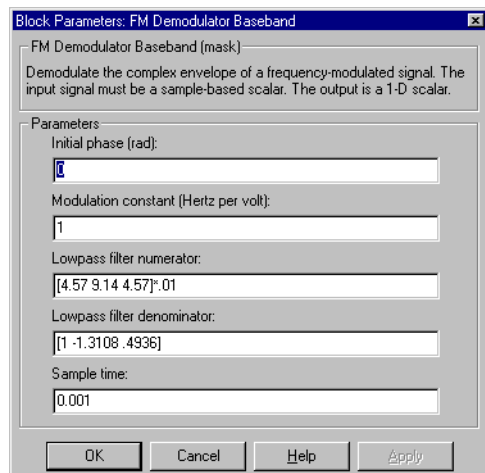 Block Parameters: FM Demodulator Baseband
FM Demodulator Baseband (mask)
Demodulate the complex envelope of a frequency-modulated signal. The
input signal must be a sample-based scalar. The output is a 1-D scalar.
Parameters
Initial phase (rad):
0
Modulation constant (Hertz per volt):
1
Lowpass filter numerator:
[4.57 9.14 4.57]*.01
Lowpass filter denominator:
[1 -1.3108 .4936]
Sample time:
0.001
OK Cancel Help Apply